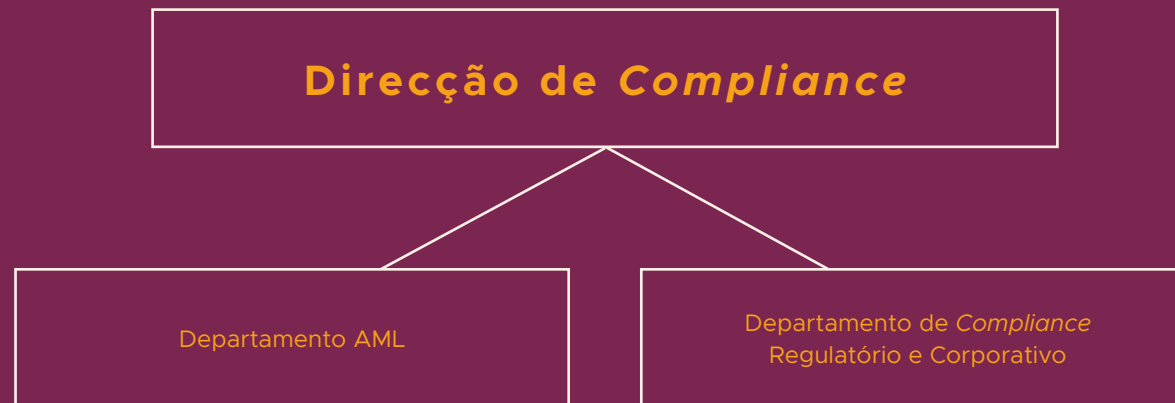 Direcção de Compliance
Departamento AML
Departamento de Compliance
Regulatório e Corporativo